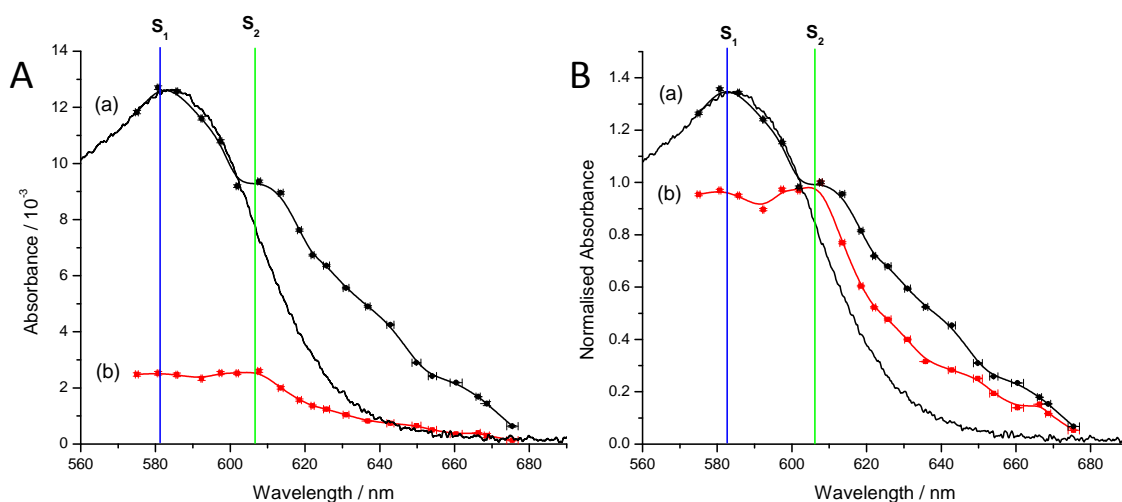 A
S₁
S₂
14
12
10
8
6
4
2
0
Absorbance / 10⁻³
(a)
(b)
560 580 600 620 640 660 680
Wavelength / nm
B
S₁
S₂
1.4
1.2
1.0
0.8
0.6
0.4
0.2
0.0
Normalised Absorbance
(a)
(b)
560 580 600 620 640 660 680
Wavelength / nm